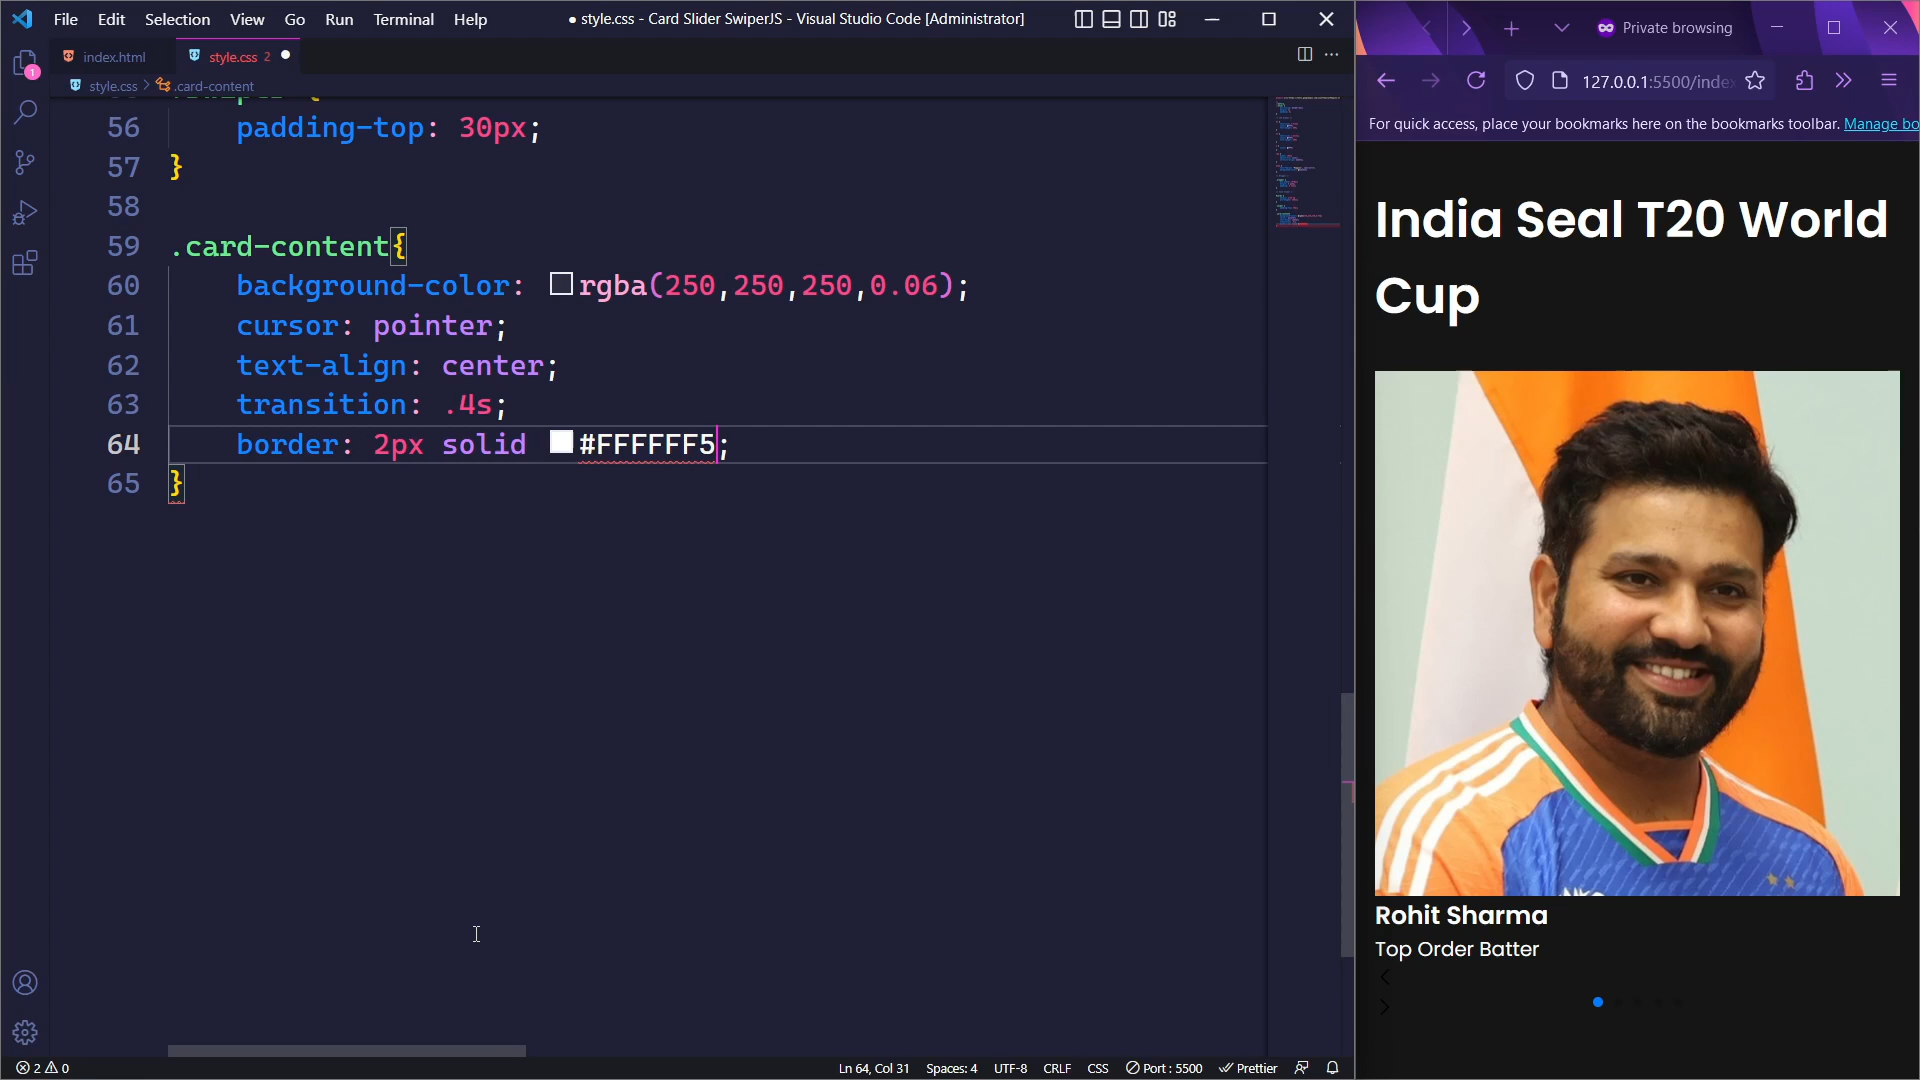 File Edit Selection View Go Run Terminal Help
● style.css - Card Slider SwiperJS - Visual Studio Code [Administrator]
index.html
style.css 2
style.css > .card-content
56 padding-top: 30px;
57 }
58
59 .card-content{
60 background-color: rgba(250,250,250,0.06);
61 cursor: pointer;
62 text-align: center;
63 transition: .4s;
64 border: 2px solid #FFFFFF5;
65 }
1
2 0
Ln 64, Col 31 Spaces: 4 UTF-8 CRLF CSS Port : 5500 Prettier
Private browsing
127.0.0.1:5500/inde
For quick access, place your bookmarks here on the bookmarks toolbar. Manage bo
India Seal T20 World
Cup
Rohit Sharma
Top Order Batter